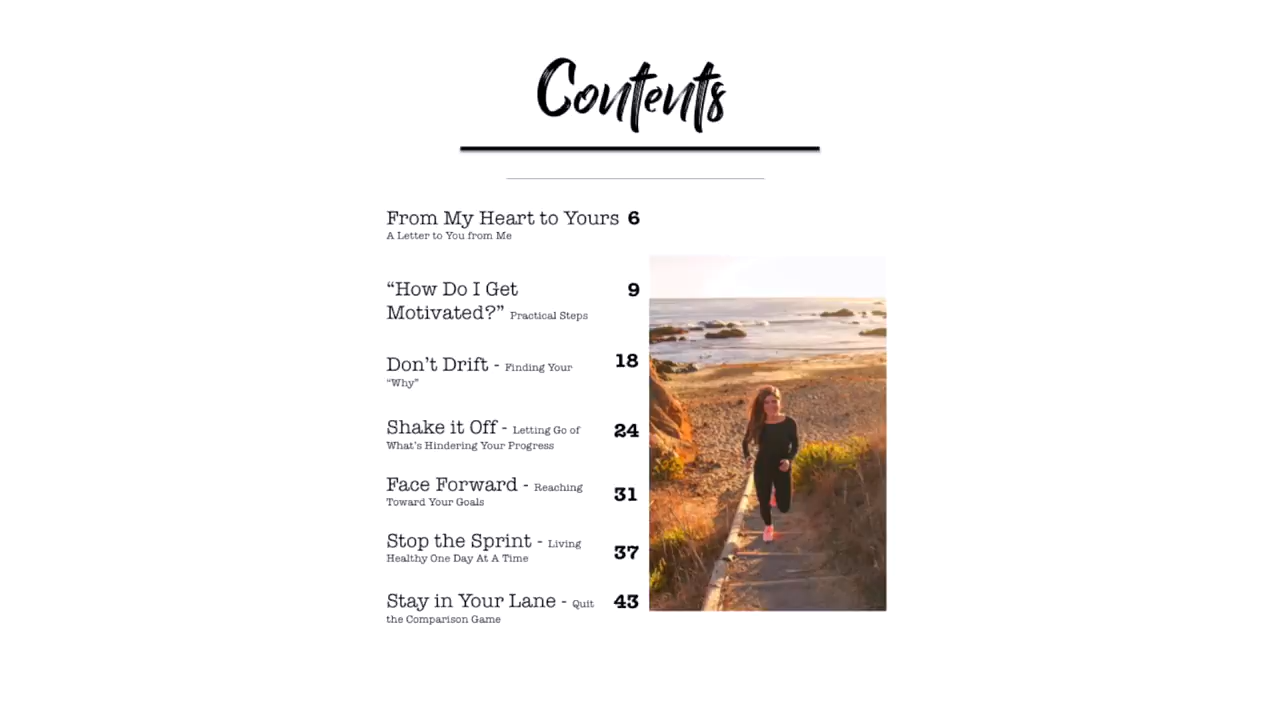 Contents
From My Heart to Yours 6
A Letter to You from Me
“How Do I Get 9
Motivated?” Practical Steps
Don’t Drift - Finding Your 18
“Why”
Shake it Off - Letting Go of 24
What’s Hindering Your Progress
Face Forward - Reaching 31
Toward Your Goals
Stop the Sprint - Living 37
Healthy One Day At A Time
Stay in Your Lane - Quit 43
the Comparison Game